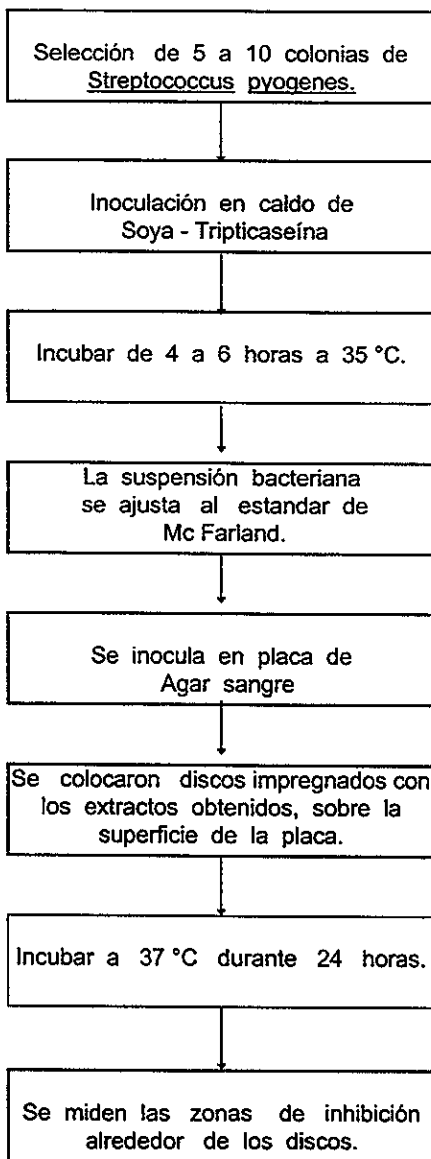 Selección de 5 a 10 colonias de
Streptococcus pyogenes.
Inoculación en caldo de
Soya - Tripticaseína
Incubar de 4 a 6 horas a 35 °C.
La suspensión bacteriana
se ajusta al estandar de
Mc Farland.
Se inocula en placa de
Agar sangre
Se colocaron discos impregnados con
los extractos obtenidos, sobre la
superficie de la placa.
Incubar a 37 °C durante 24 horas.
Se miden las zonas de inhibición
alrededor de los discos.